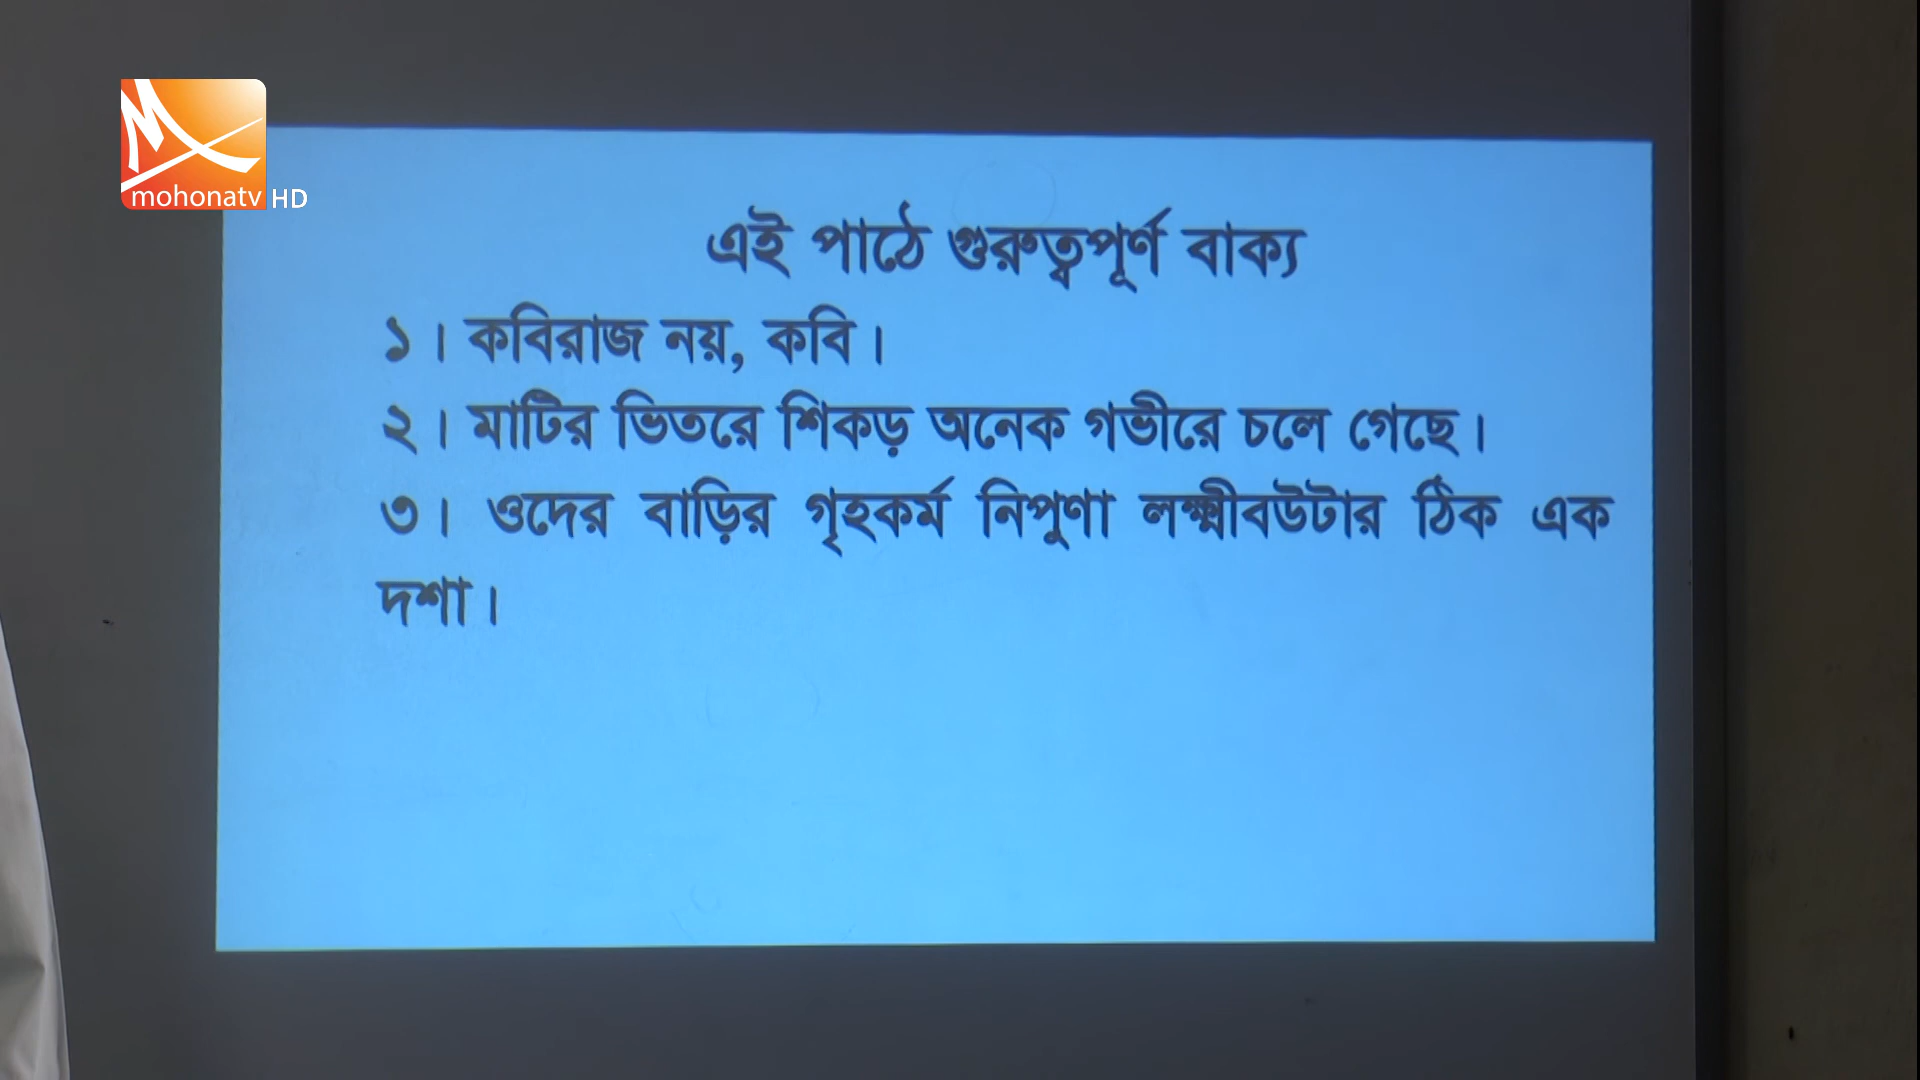 mohonatv HD
এই পাঠে গুরুত্বপূর্ণ বাক্য
১। কবিরাজ নয়, কবি।
২। মাটির ভিতরে শিকড় অনেক গভীরে চলে গেছে।
৩। ওদের বাড়ির গৃহকর্ম নিপুণা লক্ষ্মীবউটার ঠিক এক
দশা।